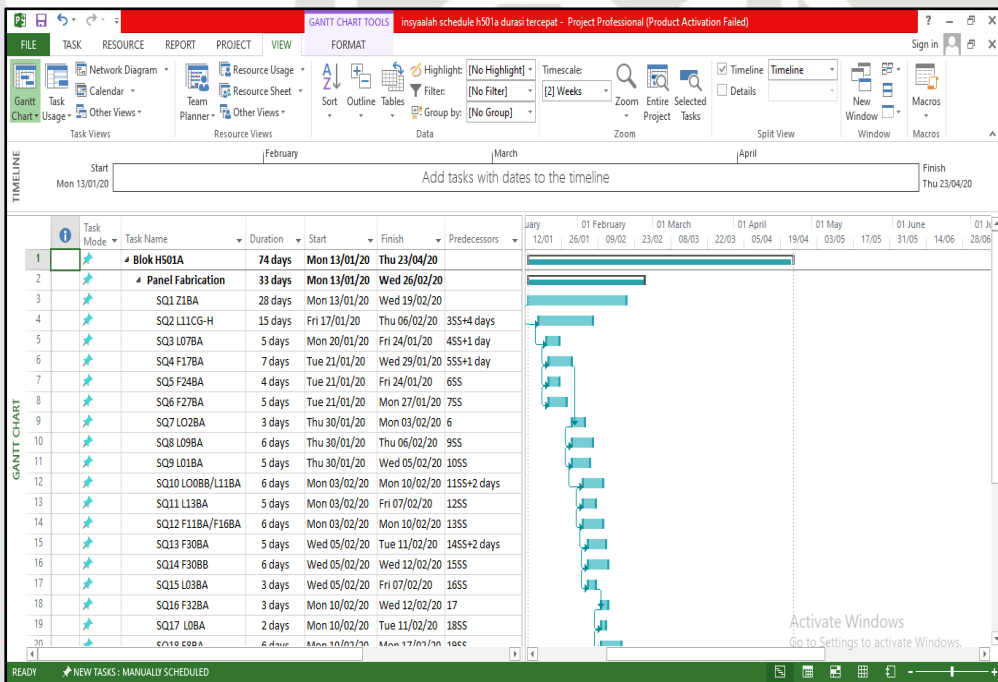 GANTT CHART TOOLS insyaalah schedule h501a durasi tercepat - Project Professional (Product Activation Failed)
FILE TASK RESOURCE REPORT PROJECT VIEW FORMAT Sign in
Gantt Chart Task Usage Network Diagram Calendar Other Views
Task Views
Team Planner Resource Usage Resource Sheet Other Views
Resource Views
Sort Outline Tables Highlight: [No Highlight] Filter: [No Filter] Group by: [No Group]
Data
Timescale: [2] Weeks Zoom Entire Project Selected Tasks
Zoom
Timeline Timeline Details
Split View
New Window
Window
Macros
Macros
TIMELINE
February March April
Start
Mon 13/01/20
Add tasks with dates to the timeline
Finish
Thu 23/04/20
GANTT CHART
Task Mode Task Name Duration Start Finish Predecessors
uary 01 February 01 March 01 April 01 May 01 June 01 Ju
12/01 26/01 09/02 23/02 08/03 22/03 05/04 19/04 03/05 17/05 31/05 14/06 28/06
1 Blok H501A 74 days Mon 13/01/20 Thu 23/04/20
2 Panel Fabrication 33 days Mon 13/01/20 Wed 26/02/20
3 SQ1 Z1BA 28 days Mon 13/01/20 Wed 19/02/20
4 SQ2 L11CG-H 15 days Fri 17/01/20 Thu 06/02/20 3SS+4 days
5 SQ3 L07BA 5 days Mon 20/01/20 Fri 24/01/20 4SS+1 day
6 SQ4 F17BA 7 days Tue 21/01/20 Wed 29/01/20 5SS+1 day
7 SQ5 F24BA 4 days Tue 21/01/20 Fri 24/01/20 6SS
8 SQ6 F27BA 5 days Tue 21/01/20 Mon 27/01/20 7SS
9 SQ7 LO2BA 3 days Thu 30/01/20 Mon 03/02/20 6
10 SQ8 L09BA 6 days Thu 30/01/20 Thu 06/02/20 9SS
11 SQ9 L01BA 5 days Thu 30/01/20 Wed 05/02/20 10SS
12 SQ10 LO0BB/L11BA 6 days Mon 03/02/20 Mon 10/02/20 11SS+2 days
13 SQ11 L13BA 5 days Mon 03/02/20 Fri 07/02/20 12SS
14 SQ12 F11BA/F16BA 6 days Mon 03/02/20 Mon 10/02/20 13SS
15 SQ13 F30BA 5 days Wed 05/02/20 Tue 11/02/20 14SS+2 days
16 SQ14 F30BB 6 days Wed 05/02/20 Wed 12/02/20 15SS
17 SQ15 L03BA 3 days Wed 05/02/20 Fri 07/02/20 16SS
18 SQ16 F32BA 3 days Mon 10/02/20 Wed 12/02/20 17
19 SQ17 L0BA 2 days Mon 10/02/20 Tue 11/02/20 18SS
20 SQ18 F8BA 6 days Mon 10/02/20 Mon 17/02/20 19SS
Activate Windows
Go to Settings to activate Windows.
READY NEW TASKS : MANUALLY SCHEDULED